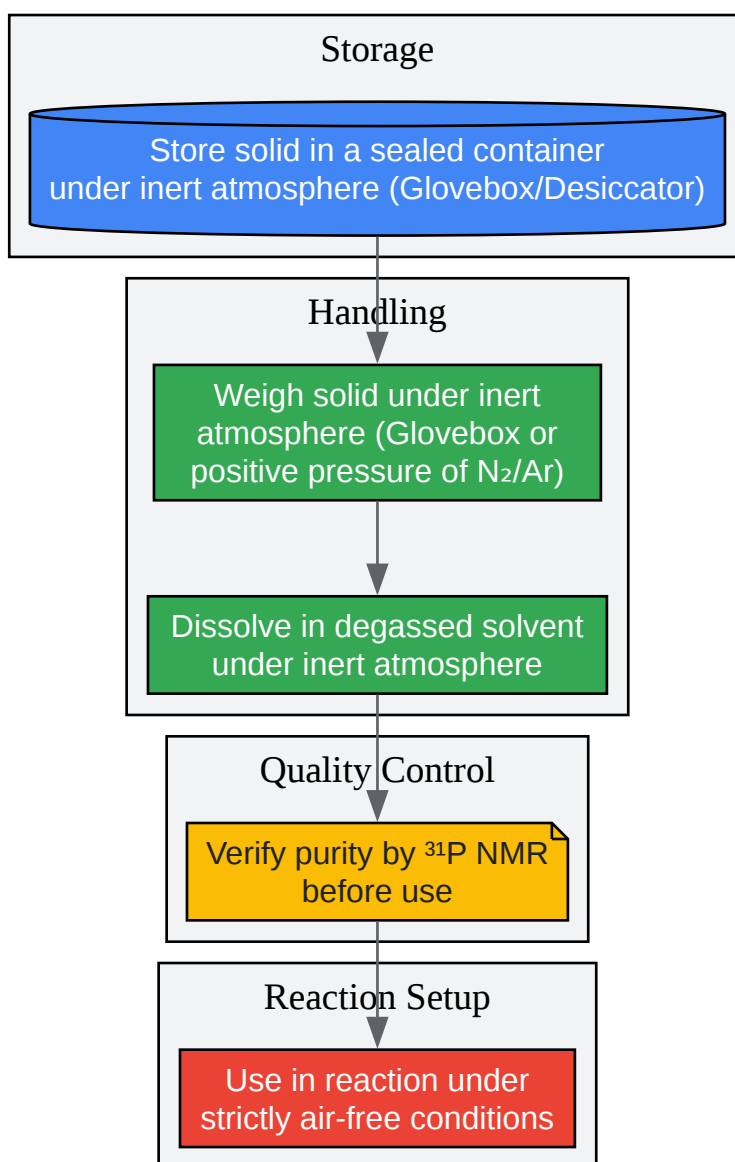 Storage
Store solid in a sealed container
under inert atmosphere (Glovebox/Desiccator)
Handling
Weigh solid under inert
atmosphere (Glovebox or
positive pressure of N₂/Ar)
Dissolve in degassed solvent
under inert atmosphere
Quality Control
Verify purity by ³¹P NMR
before use
Reaction Setup
Use in reaction under
strictly air-free conditions